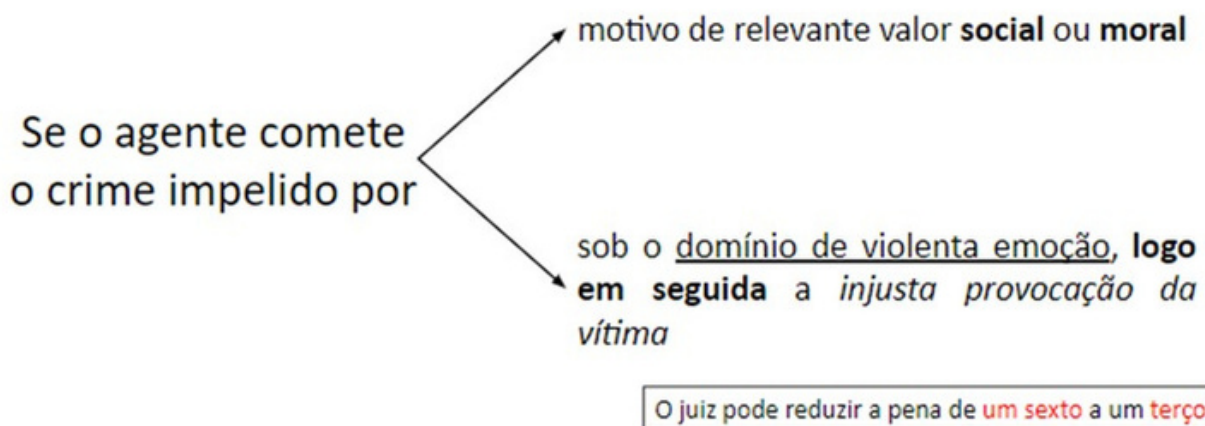 motivo de relevante valor social ou moral
Se o agente comete
o crime impelido por
sob o domínio de violenta emoção, logo
em seguida a injusta provocação da
vítima
O juiz pode reduzir a pena de um sexto a um terço